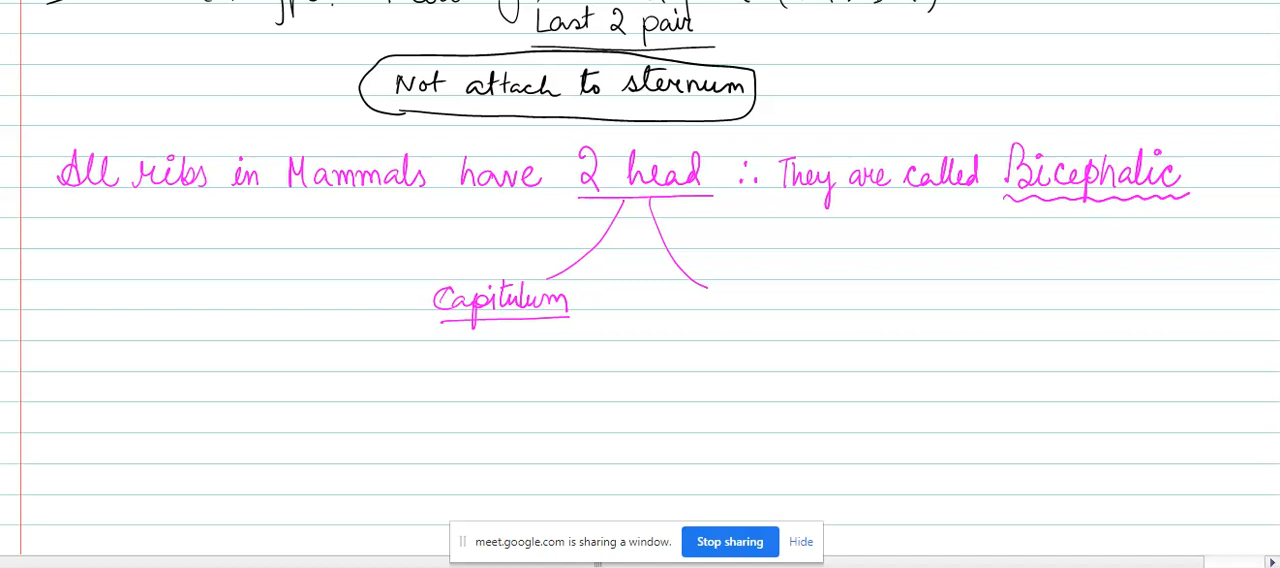 Last 2 pair
Not attach to sternum
All ribs in Mammals have 2 head ∴ They are called Bicephalic
Capitulum
meet.google.com is sharing a window. Stop sharing Hide